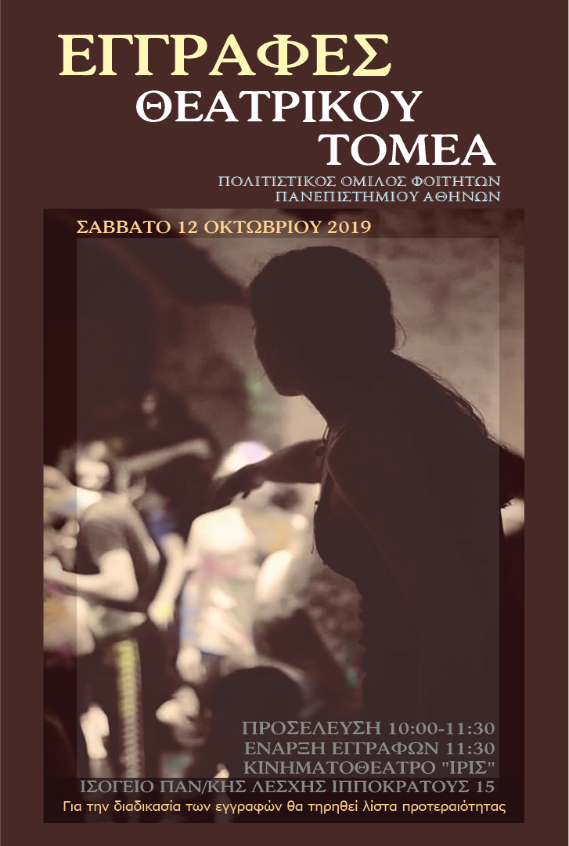 ΕΓΓΡΑΦΕΣ
ΘΕΑΤΡΙΚΟΥ
ΤΟΜΕΑ
ΠΟΛΙΤΙΣΤΙΚΟΣ ΟΜΙΛΟΣ ΦΟΙΤΗΤΩΝ
ΠΑΝΕΠΙΣΤΗΜΙΟΥ ΑΘΗΝΩΝ
ΣΑΒΒΑΤΟ 12 ΟΚΤΩΒΡΙΟΥ 2019
ΠΡΟΣΕΛΕΥΣΗ 10:00-11:30
ΕΝΑΡΞΗ ΕΓΓΡΑΦΩΝ 11:30
ΚΙΝΗΜΑΤΟΘΕΑΤΡΟ "ΙΡΙΣ"
ΙΣΟΓΕΙΟ ΠΑΝ/ΚΗΣ ΛΕΣΧΗΣ ΙΠΠΟΚΡΑΤΟΥΣ 15
Για την διαδικασία των εγγραφών θα τηρηθεί λίστα προτεραιότητας